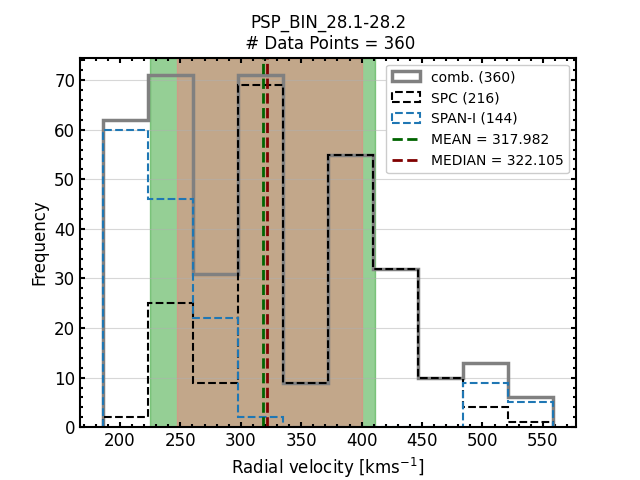 PSP_BIN_28.1-28.2
# Data Points = 360
comb. (360)
SPC (216)
SPAN-I (144)
MEAN = 317.982
MEDIAN = 322.105
Frequency
70
60
50
40
30
20
10
0
200 250 300 350 400 450 500 550
Radial velocity [kms⁻¹]